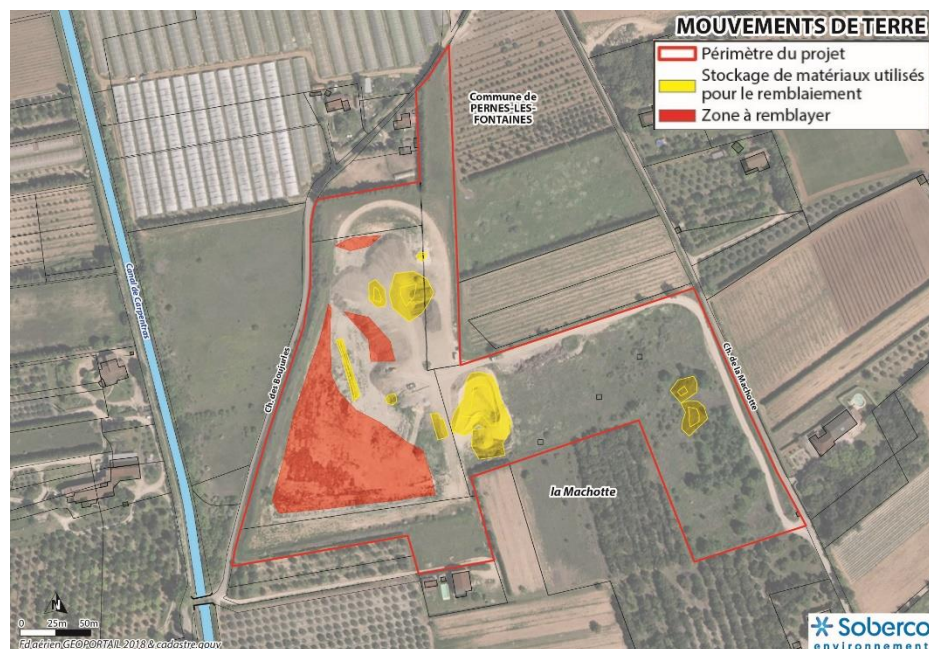 MOUVEMENTS DE TERRE
Périmètre du projet
Stockage de matériaux utilisés
pour le remblaiement
Zone à remblayer
Commune de
PERNES-LES-
FONTAINES
Canal de Carpentras
Ch. des Boujurles
Ch. de la Machotte
la Machotte
N
0 25m 50m
Fd aérien GEOPORTAIL 2018 & cadastre.gouv
Soberco
environnement